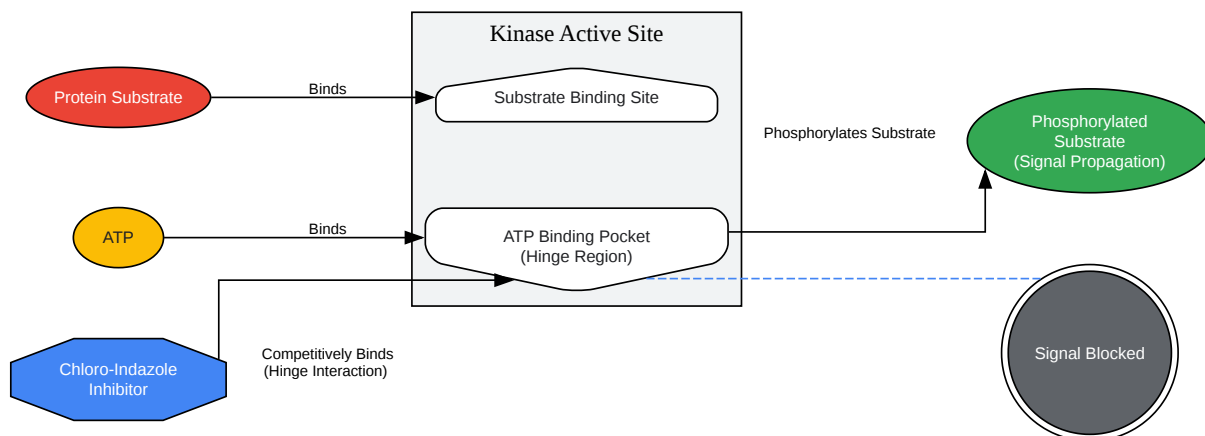 Kinase Active Site
Protein Substrate
Binds
Substrate Binding Site
Phosphorylates Substrate
Phosphorylated
Substrate
(Signal Propagation)
ATP
Binds
ATP Binding Pocket
(Hinge Region)
Chloro-Indazole
Inhibitor
Competitively Binds
(Hinge Interaction)
Signal Blocked